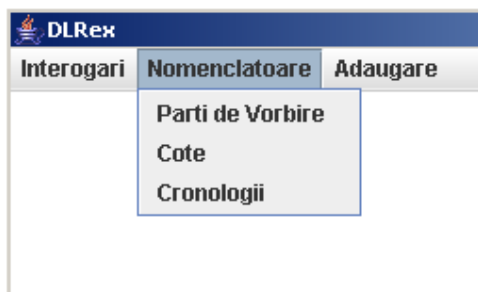 DLRex
Interogari Nomenclatoare Adaugare
Parti de Vorbire
Cote
Cronologii